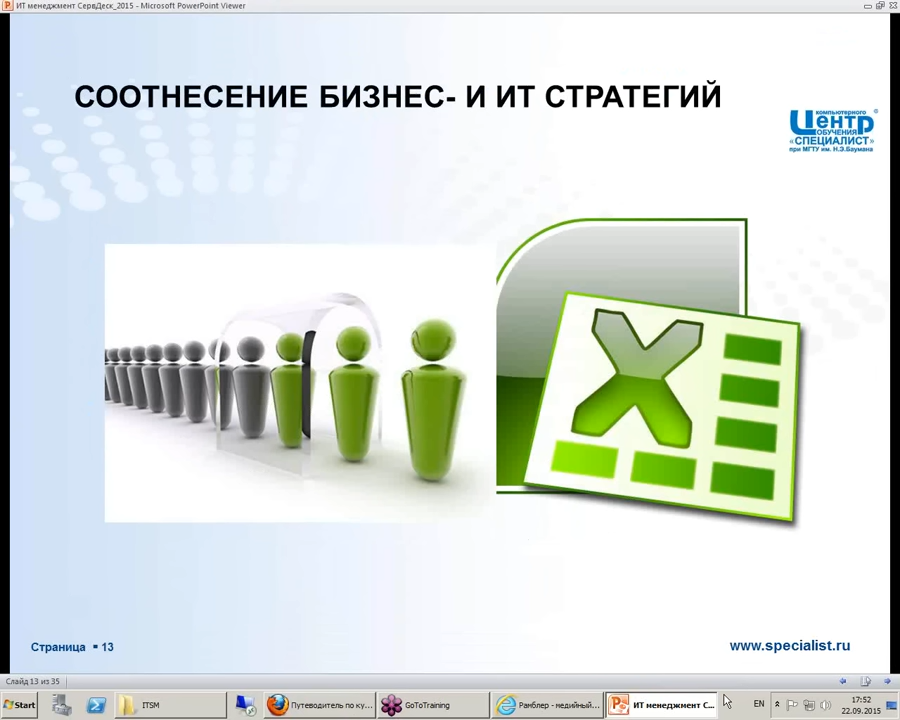 ИТ менеджмент СервДеск_2015 - Microsoft PowerPoint Viewer
СООТНЕСЕНИЕ БИЗНЕС- И ИТ СТРАТЕГИЙ
компьютерного
Центр
ОБУЧЕНИЯ
«СПЕЦИАЛИСТ»
при МГТУ им. Н.Э.Баумана
X
Страница ▪ 13
www.specialist.ru
Слайд 13 из 35
Start
ITSM
Путеводитель по ку...
GoToTraining
Рамблер - медийный...
ИТ менеджмент С...
EN
17:52
22.09.2015